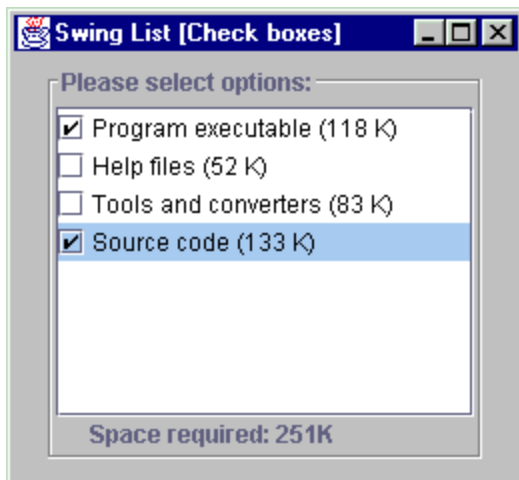 Swing List [Check boxes]
Please select options:
Program executable (118 K)
Help files (52 K)
Tools and converters (83 K)
Source code (133 K)
Space required: 251K